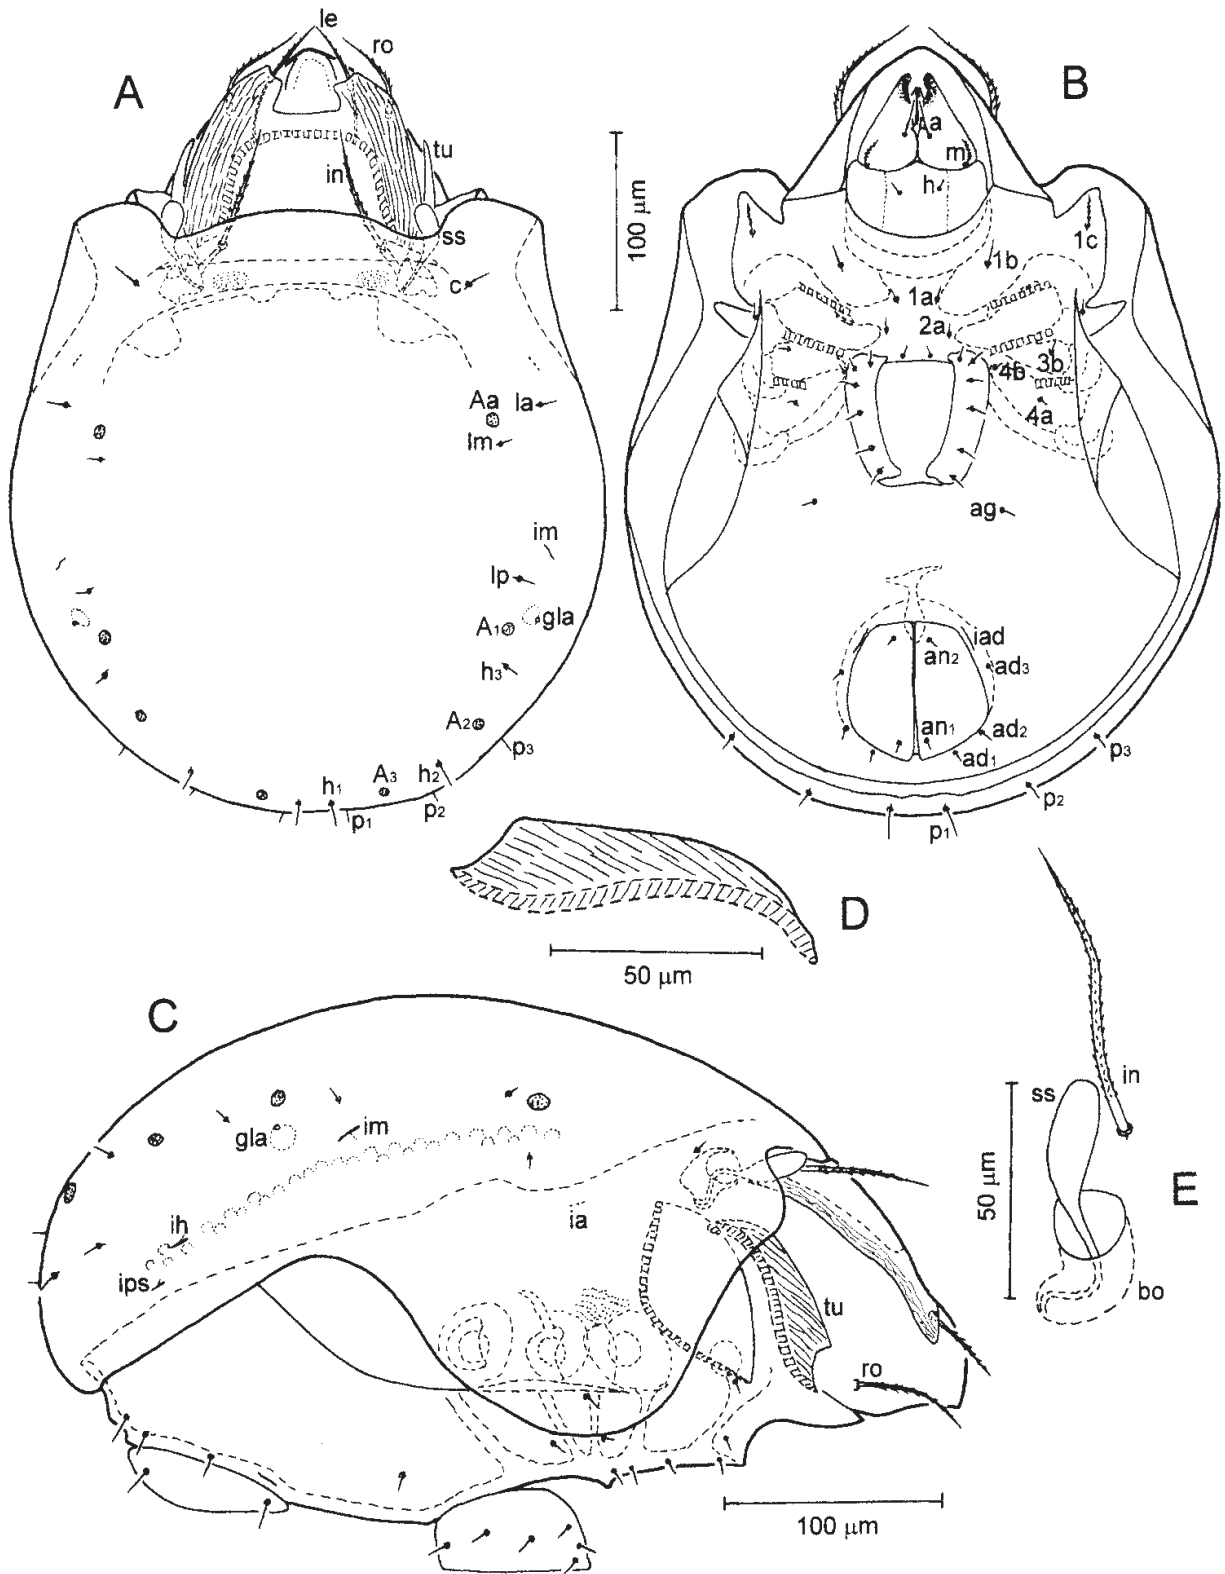 le
ro
A
B
a
tu
m
in
h
100 µm
ss
1c
1b
c
1a
2a
3b
4b
Aa
la
4a
lm
ag
im
lp
A1
gla
iad
an2
ad3
h3
A2
an1
ad2
p3
p3
ad1
h1
A3
h2
p2
p1
p2
p1
D
50 µm
C
in
ss
gla
im
50 µm
E
ih
ia
ips
bo
tu
ro
100 µm